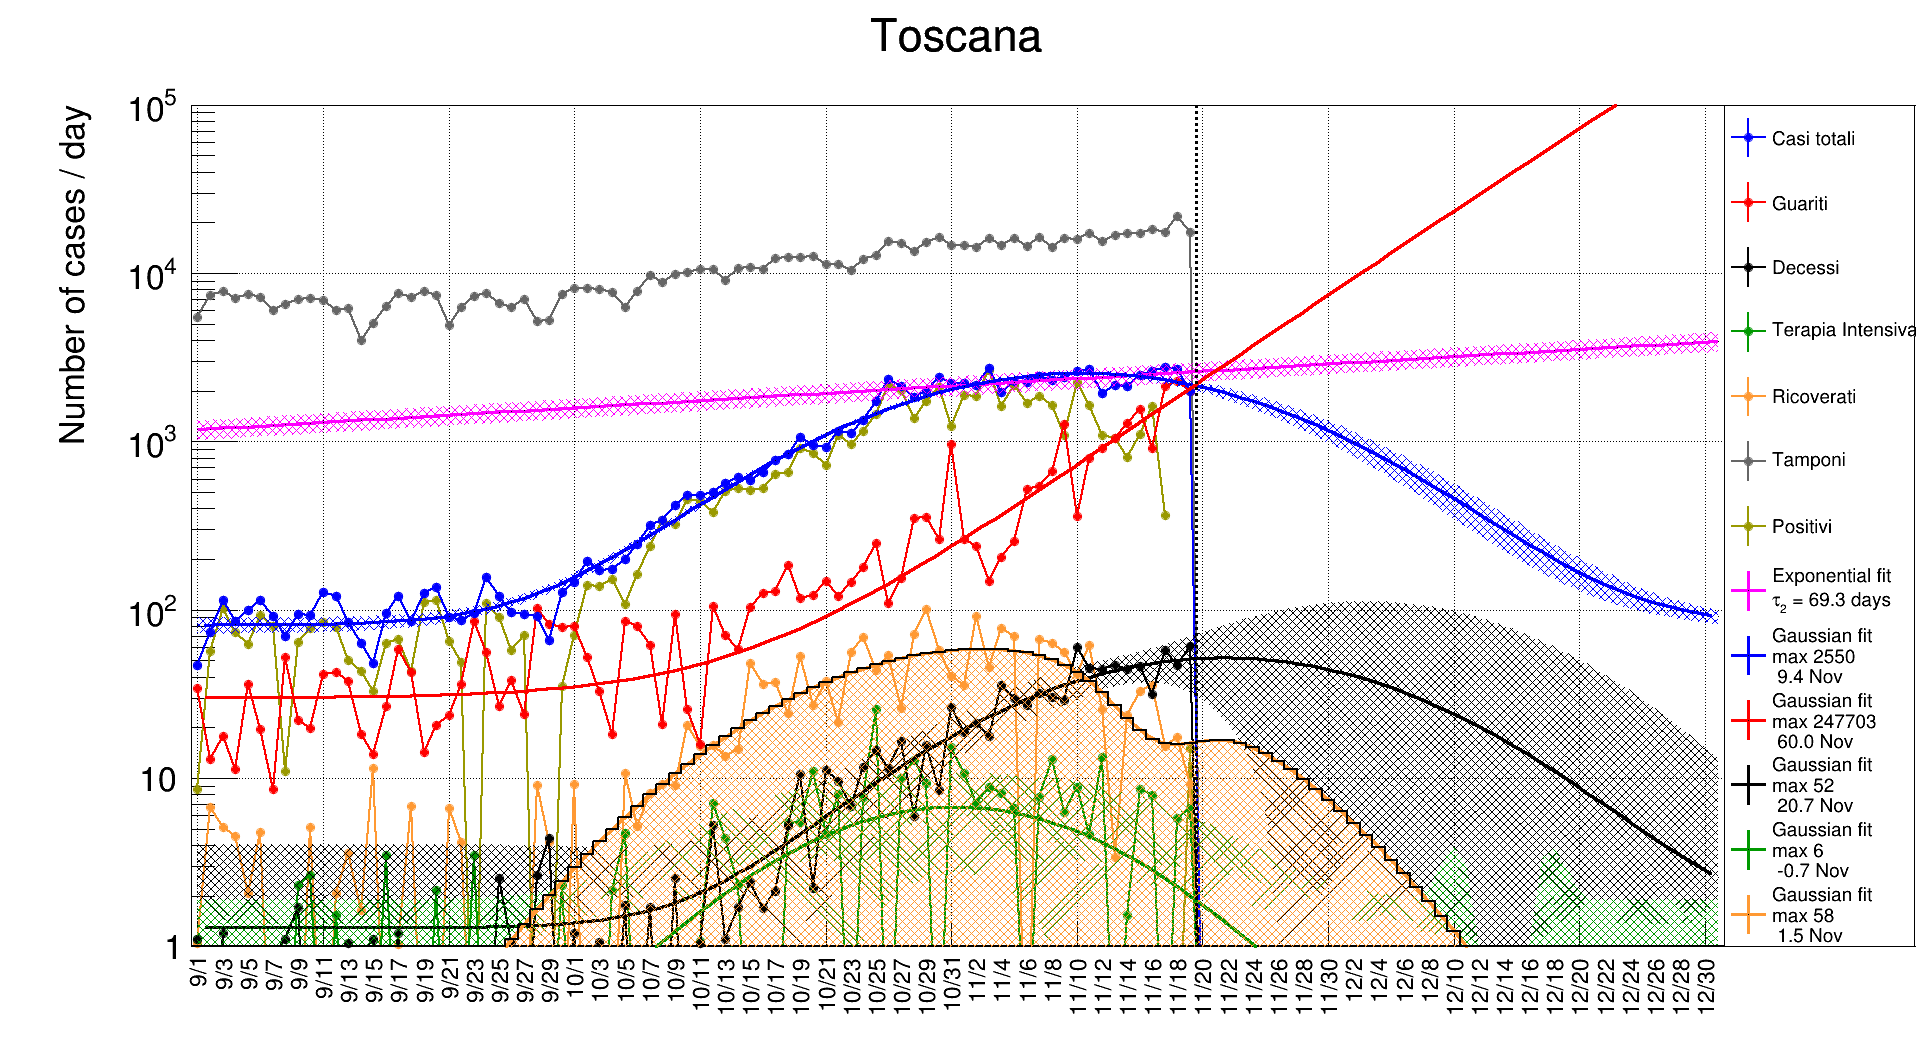 Toscana
Number of cases / day
10^5
10^4
10^3
10^2
10
1
9/1 9/3 9/5 9/7 9/9 9/11 9/13 9/15 9/17 9/19 9/21 9/23 9/25 9/27 9/29 10/1 10/3 10/5 10/7 10/9 10/11 10/13 10/15 10/17 10/19 10/21 10/23 10/25 10/27 10/29 10/31 11/2 11/4 11/6 11/8 11/10 11/12 11/14 11/16 11/18 11/20 11/22 11/24 11/26 11/28 11/30 12/2 12/4 12/6 12/8 12/10 12/12 12/14 12/16 12/18 12/20 12/22 12/24 12/26 12/28 12/30
Casi totali
Guariti
Decessi
Terapia Intensiva
Ricoverati
Tamponi
Positivi
Exponential fit
τ₂ = 69.3 days
Gaussian fit
max 2550
9.4 Nov
Gaussian fit
max 247703
60.0 Nov
Gaussian fit
max 52
20.7 Nov
Gaussian fit
max 6
-0.7 Nov
Gaussian fit
max 58
1.5 Nov